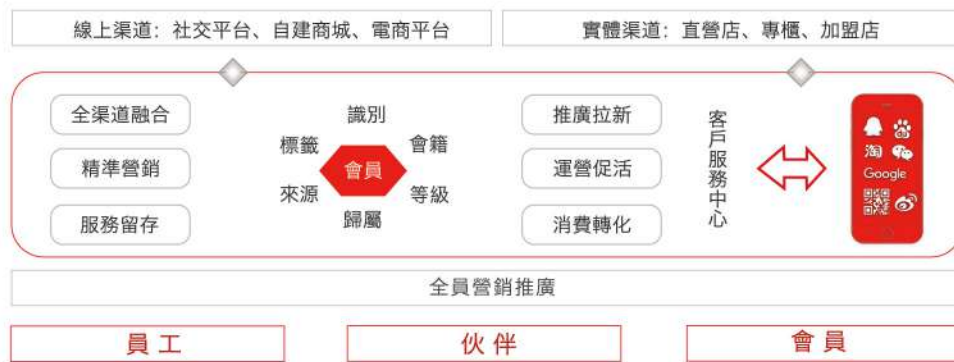 線上渠道：社交平台、自建商城、電商平台
實體渠道：直營店、專櫃、加盟店
全渠道融合
精準營銷
服務留存
識別
標籤
會籍
會員
來源
等級
歸屬
推廣拉新
運營促活
消費轉化
客戶服務中心
淘
Google
全員營銷推廣
員工
伙伴
會員